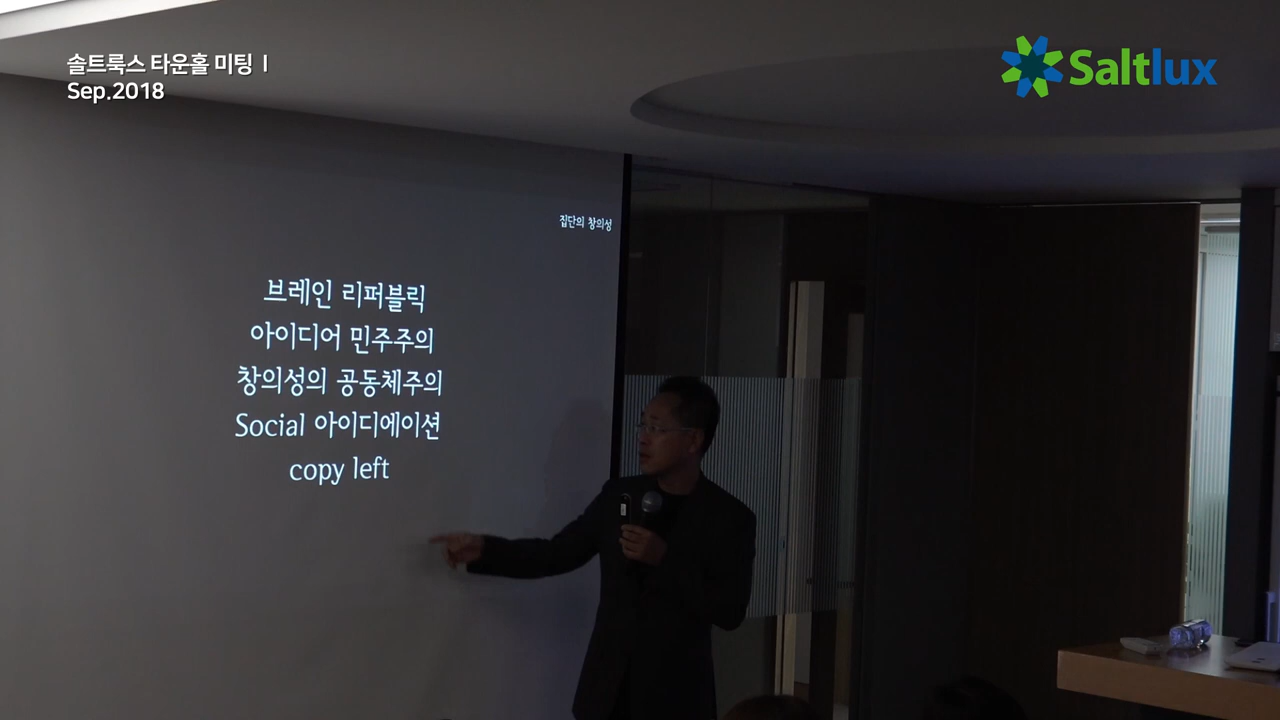 솔트룩스 타운홀 미팅 I
Sep.2018
Saltlux
집단의 창의성
브레인 리퍼블릭
아이디어 민주주의
창의성의 공동체주의
Social 아이디에이션
copy left